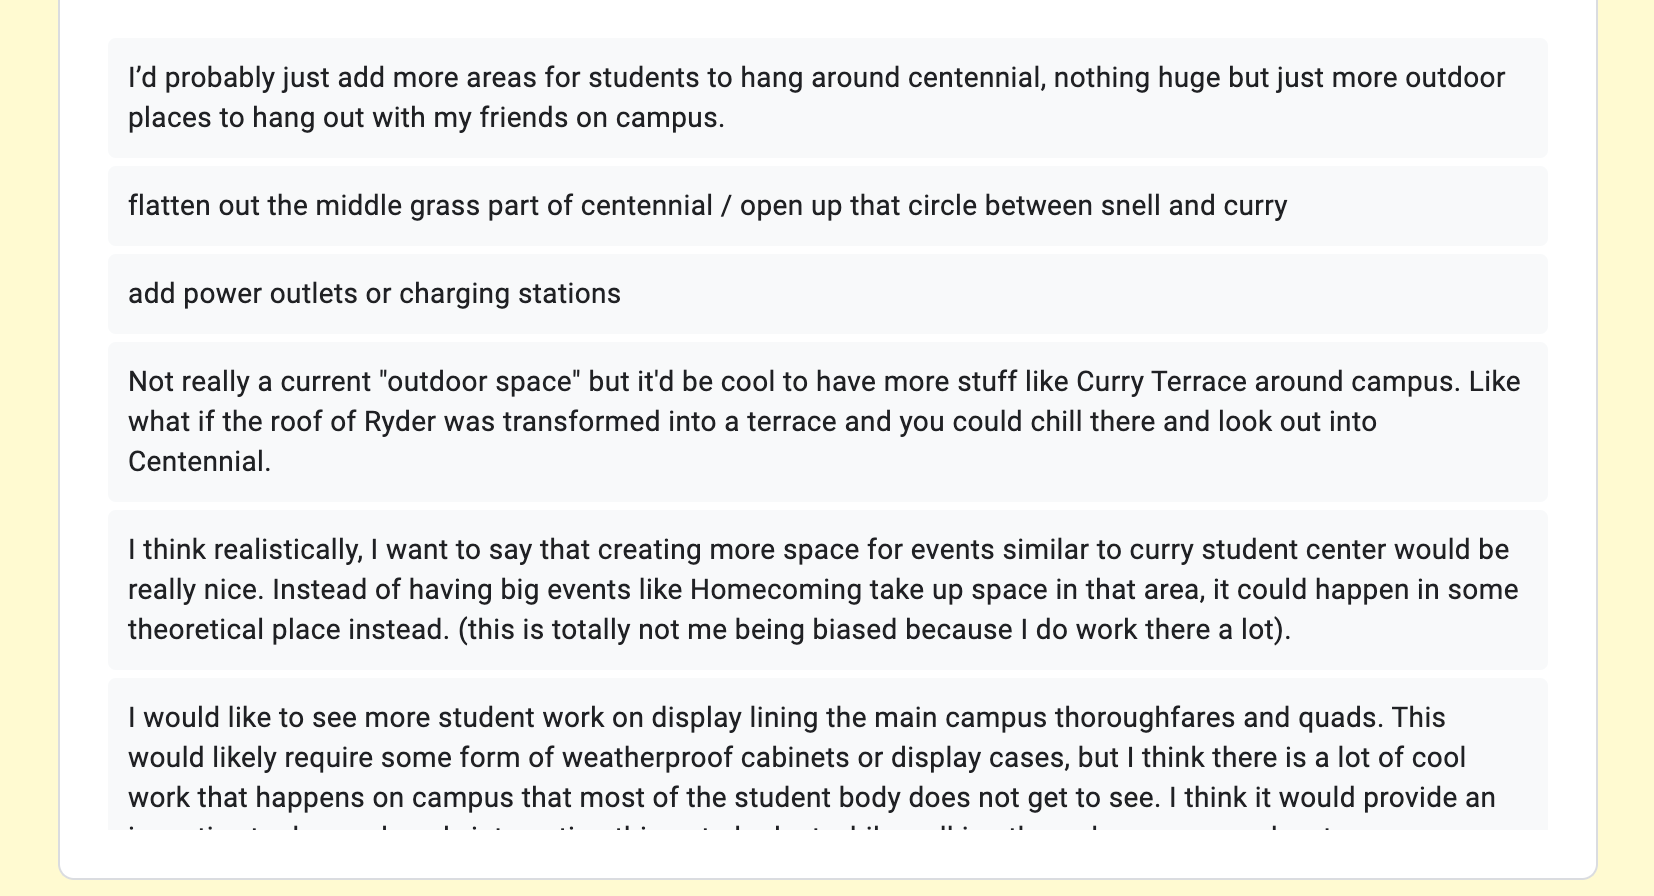 I’d probably just add more areas for students to hang around centennial, nothing huge but just more outdoor
places to hang out with my friends on campus.
flatten out the middle grass part of centennial / open up that circle between snell and curry
add power outlets or charging stations
Not really a current "outdoor space" but it'd be cool to have more stuff like Curry Terrace around campus. Like
what if the roof of Ryder was transformed into a terrace and you could chill there and look out into
Centennial.
I think realistically, I want to say that creating more space for events similar to curry student center would be
really nice. Instead of having big events like Homecoming take up space in that area, it could happen in some
theoretical place instead. (this is totally not me being biased because I do work there a lot).
I would like to see more student work on display lining the main campus thoroughfares and quads. This
would likely require some form of weatherproof cabinets or display cases, but I think there is a lot of cool
work that happens on campus that most of the student body does not get to see. I think it would provide an